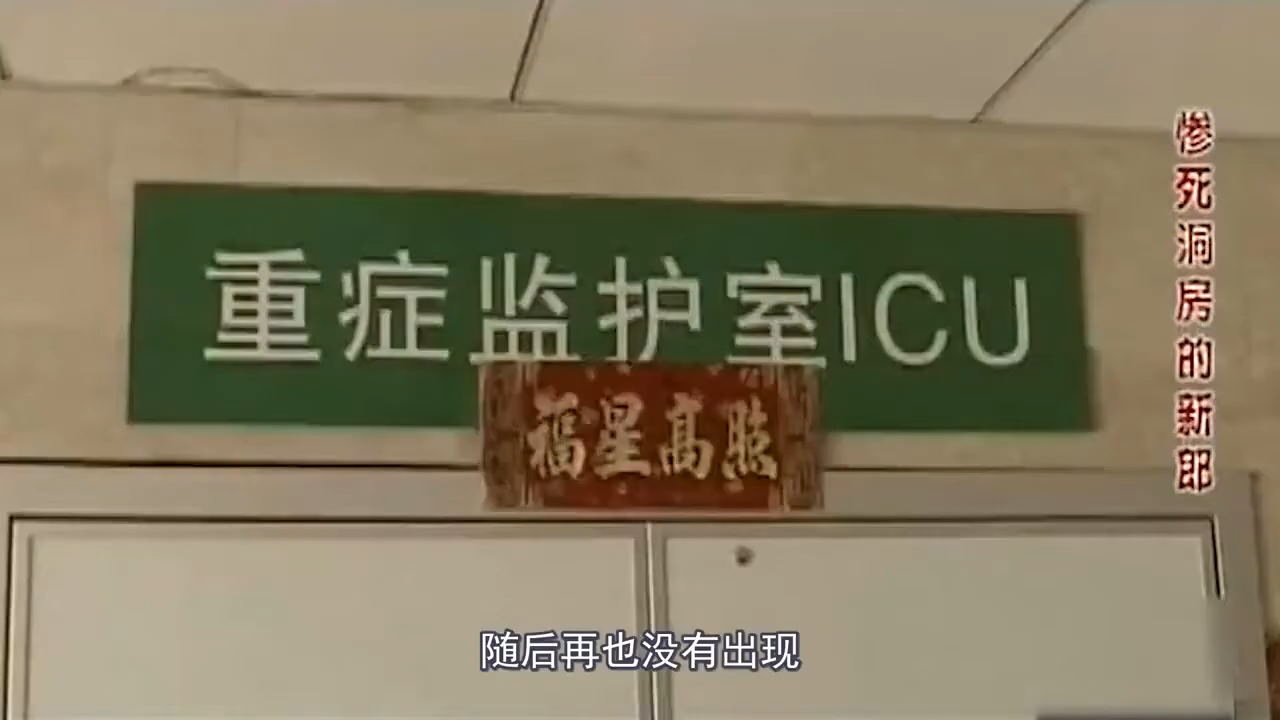 重症监护室ICU
福星高照
惨死洞房的新郎
随后再也没有出现